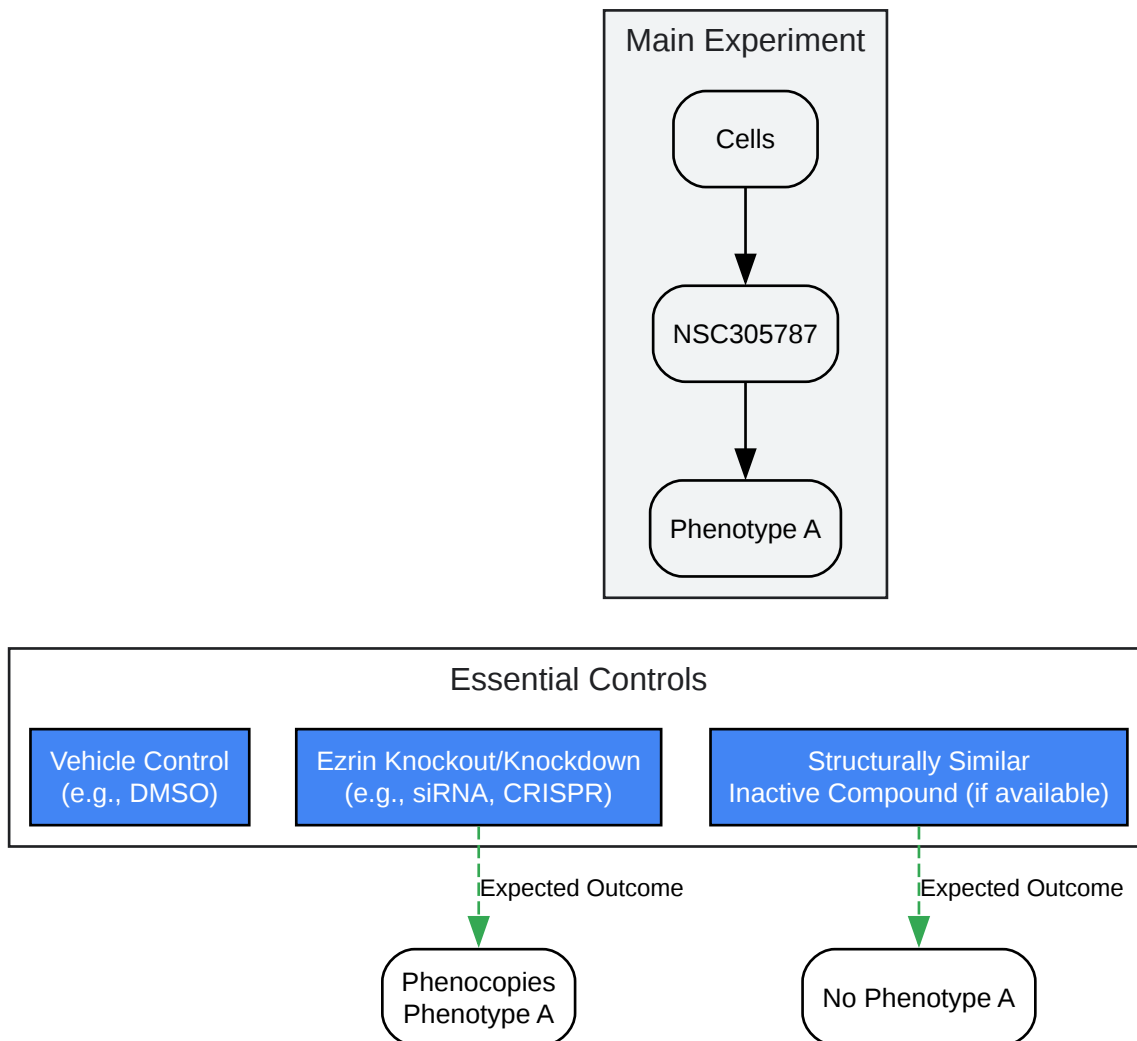 Main Experiment
Cells
NSC305787
Phenotype A
Essential Controls
Vehicle Control
(e.g., DMSO)
Ezrin Knockout/Knockdown
(e.g., siRNA, CRISPR)
Structurally Similar
Inactive Compound (if available)
Expected Outcome
Expected Outcome
Phenocopies
Phenotype A
No Phenotype A